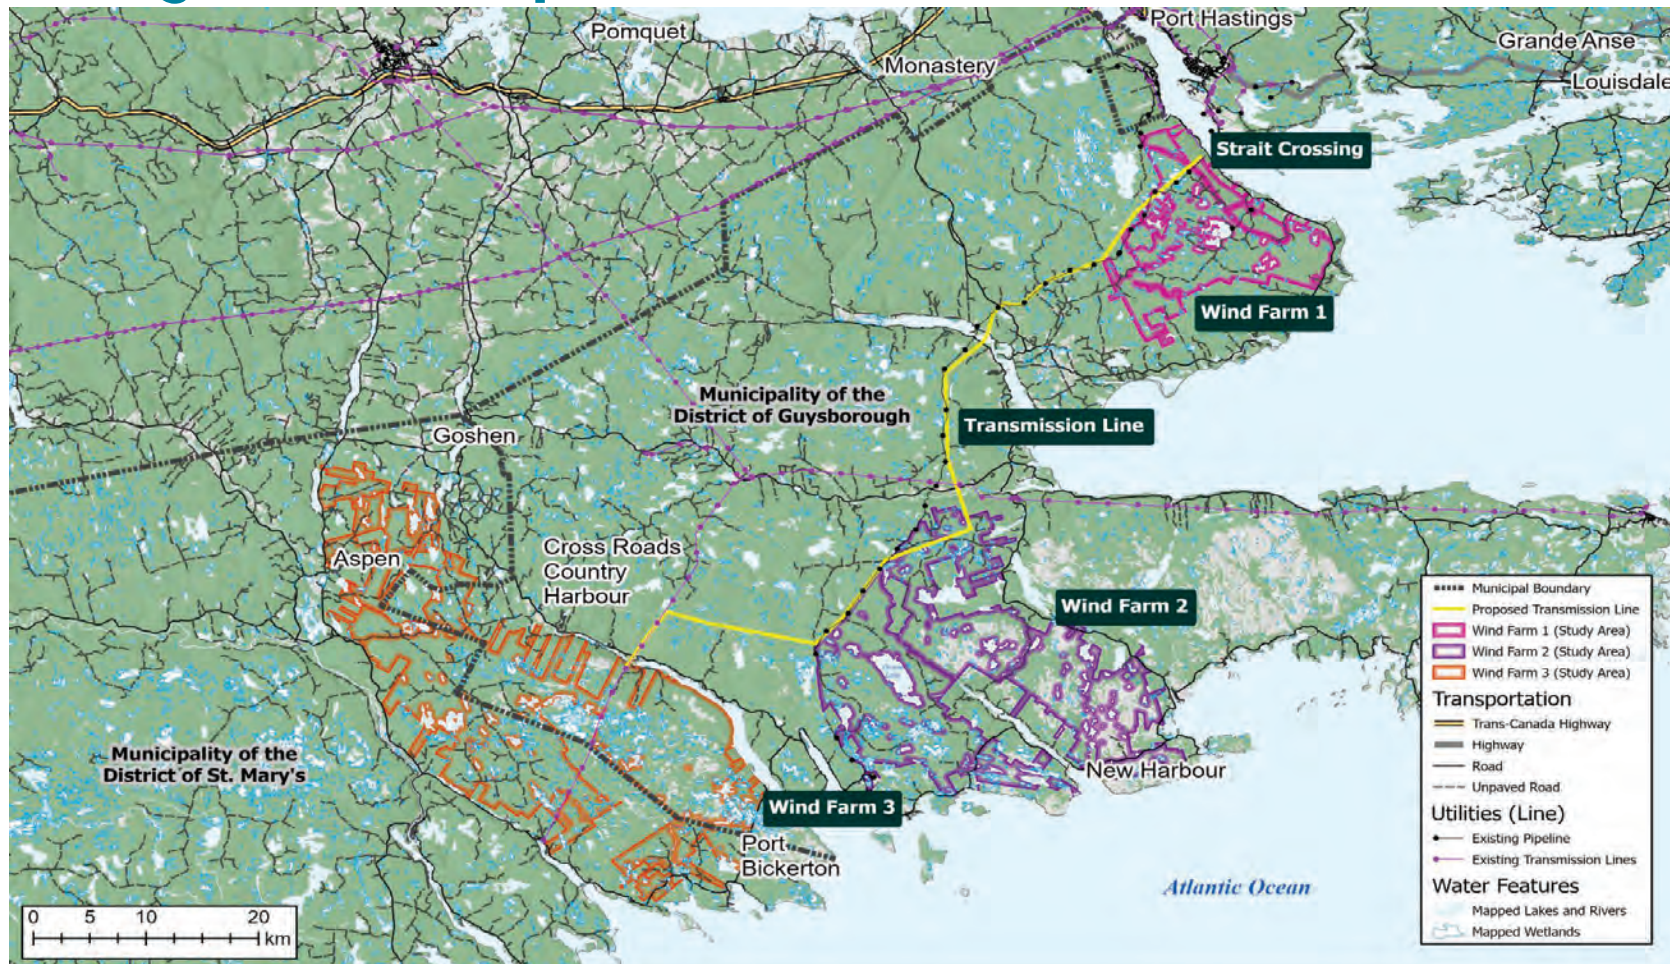 Pomquet
Port Hastings
Monastery
Grande Anse
Louisdale
Strait Crossing
Wind Farm 1
Municipality of the
District of Guysborough
Transmission Line
Goshen
Aspen
Cross Roads
Country
Harbour
Wind Farm 2
Municipality of the
District of St. Mary's
New Harbour
Wind Farm 3
Port
Bickerton
Atlantic Ocean
0 5 10 20
km
Municipal Boundary
Proposed Transmission Line
Wind Farm 1 (Study Area)
Wind Farm 2 (Study Area)
Wind Farm 3 (Study Area)
Transportation
Trans-Canada Highway
Highway
Road
Unpaved Road
Utilities (Line)
Existing Pipeline
Existing Transmission Lines
Water Features
Mapped Lakes and Rivers
Mapped Wetlands